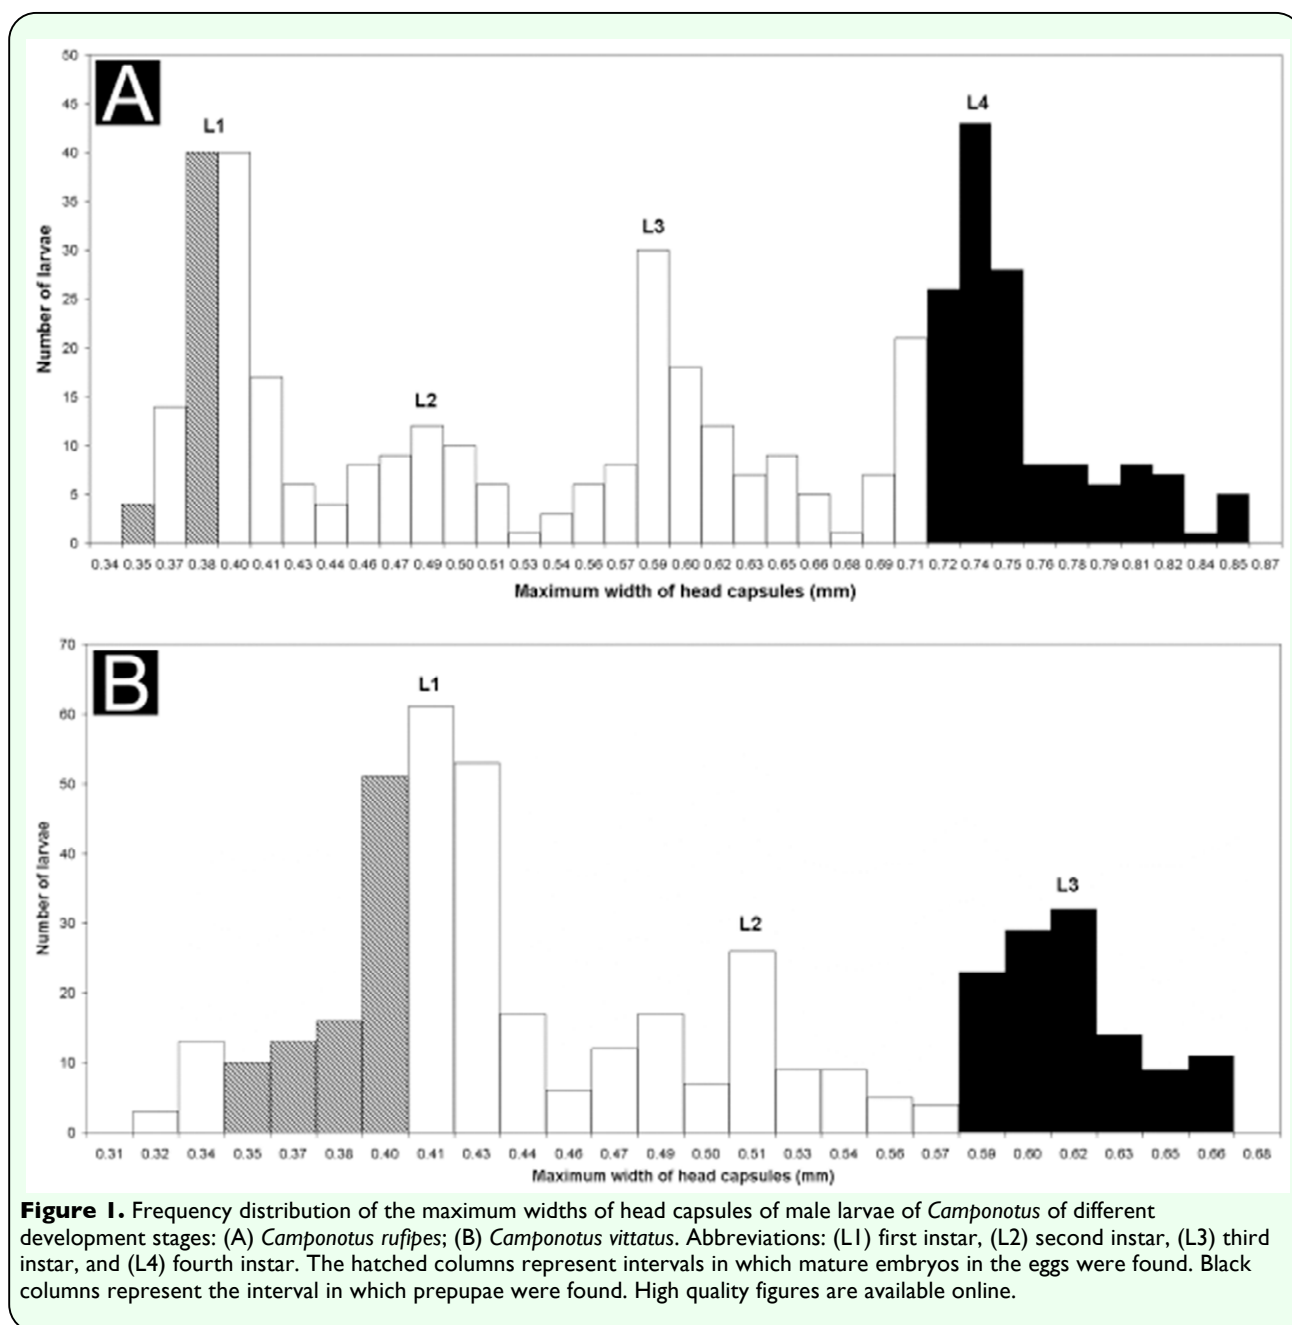 A
50
45
40
35
30
25
20
15
10
5
0
Number of larvae
L1
L2
L3
L4
0.34 0.35 0.37 0.38 0.40 0.41 0.43 0.44 0.46 0.47 0.49 0.50 0.51 0.53 0.54 0.56 0.57 0.59 0.60 0.62 0.63 0.65 0.66 0.68 0.69 0.71 0.72 0.74 0.75 0.76 0.78 0.79 0.81 0.82 0.84 0.85 0.87
Maximum width of head capsules (mm)
B
70
60
50
40
30
20
10
0
Number of larvae
L1
L2
L3
0.31 0.32 0.34 0.35 0.37 0.38 0.40 0.41 0.43 0.44 0.46 0.47 0.49 0.50 0.51 0.53 0.54 0.56 0.57 0.59 0.60 0.62 0.63 0.65 0.66 0.68
Maximum width of head capsules (mm)
Figure 1. Frequency distribution of the maximum widths of head capsules of male larvae of Camponotus of different
development stages: (A) Camponotus rufipes; (B) Camponotus vittatus. Abbreviations: (L1) first instar, (L2) second instar, (L3) third
instar, and (L4) fourth instar. The hatched columns represent intervals in which mature embryos in the eggs were found. Black
columns represent the interval in which prepupae were found. High quality figures are available online.